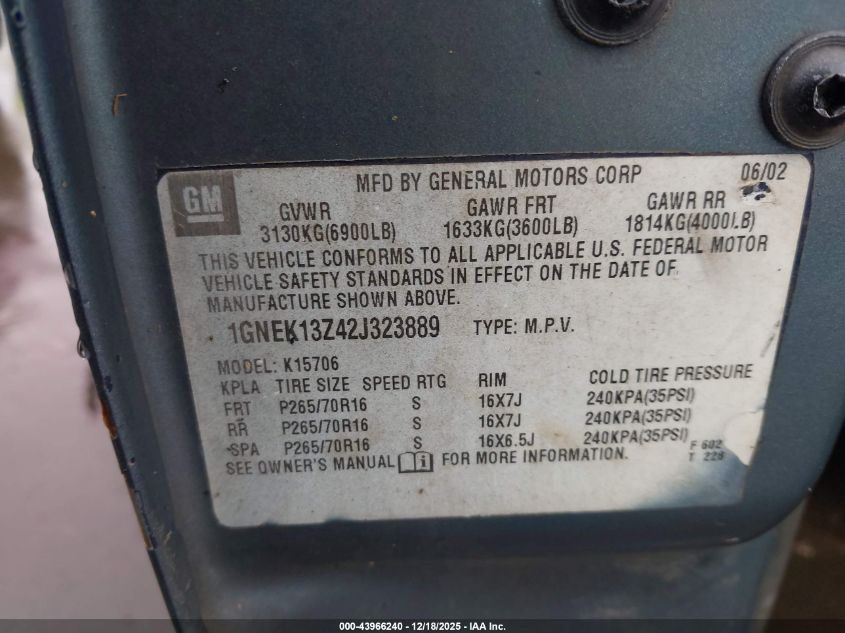 GM
MFD BY GENERAL MOTORS CORP 06/02
GVWR GAWR FRT GAWR RR
3130KG(6900LB) 1633KG(3600LB) 1814KG(4000LB)
THIS VEHICLE CONFORMS TO ALL APPLICABLE U.S. FEDERAL MOTOR
VEHICLE SAFETY STANDARDS IN EFFECT ON THE DATE OF
MANUFACTURE SHOWN ABOVE.
1GNEK13Z42J323889 TYPE: M.P.V.
MODEL: K15706
KPLA TIRE SIZE SPEED RTG RIM COLD TIRE PRESSURE
FRT P265/70R16 S 16X7J 240KPA(35PSI)
RR P265/70R16 S 16X7J 240KPA(35PSI)
SPA P265/70R16 S 16X6.5J 240KPA(35PSI)
SEE OWNER'S MANUAL i FOR MORE INFORMATION.
F 602
T 228
000-43966240 - 12/18/2025 - IAA Inc.